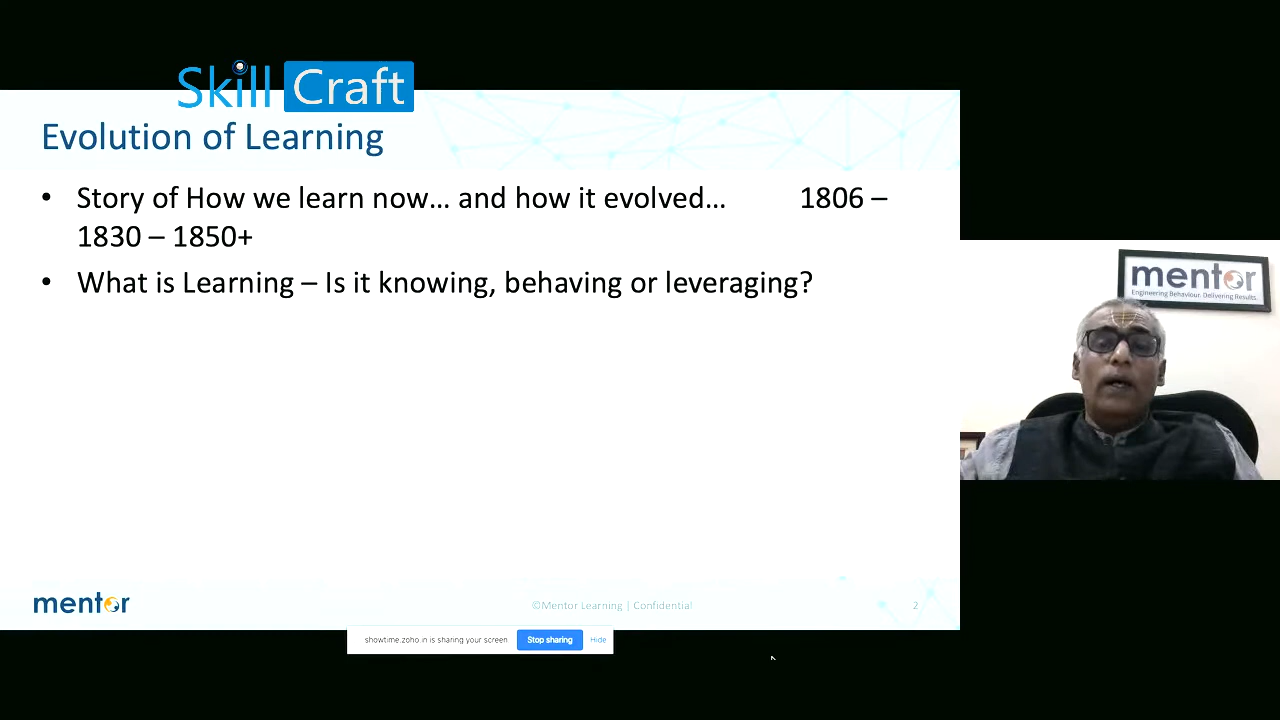 Skill Craft
Evolution of Learning
• Story of How we learn now... and how it evolved... 1806 –
1830 – 1850+
• What is Learning – Is it knowing, behaving or leveraging?
mentor
Engineering Behaviour. Delivering Results.
mentor
©Mentor Learning | Confidential
2
showtime.zoho.in is sharing your screen
Stop sharing
Hide